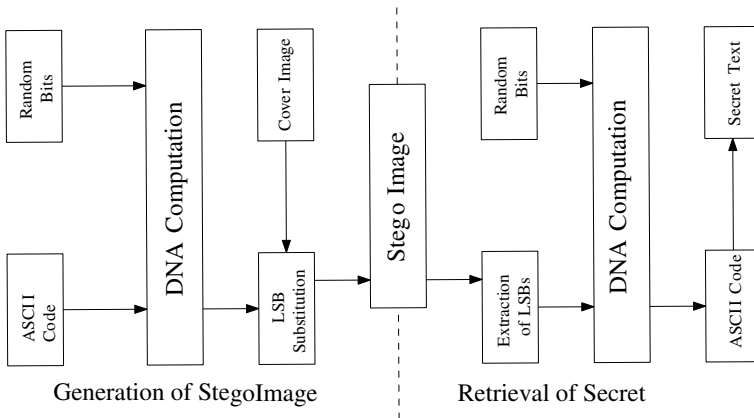 Random
Bits
ASCII
Code
DNA Computation
Cover Image
LSB
Substitution
Stego Image
Random
Bits
Extraction
of LSBs
DNA Computation
Secret Text
ASCII Code
Generation of StegoImage
Retrieval of Secret